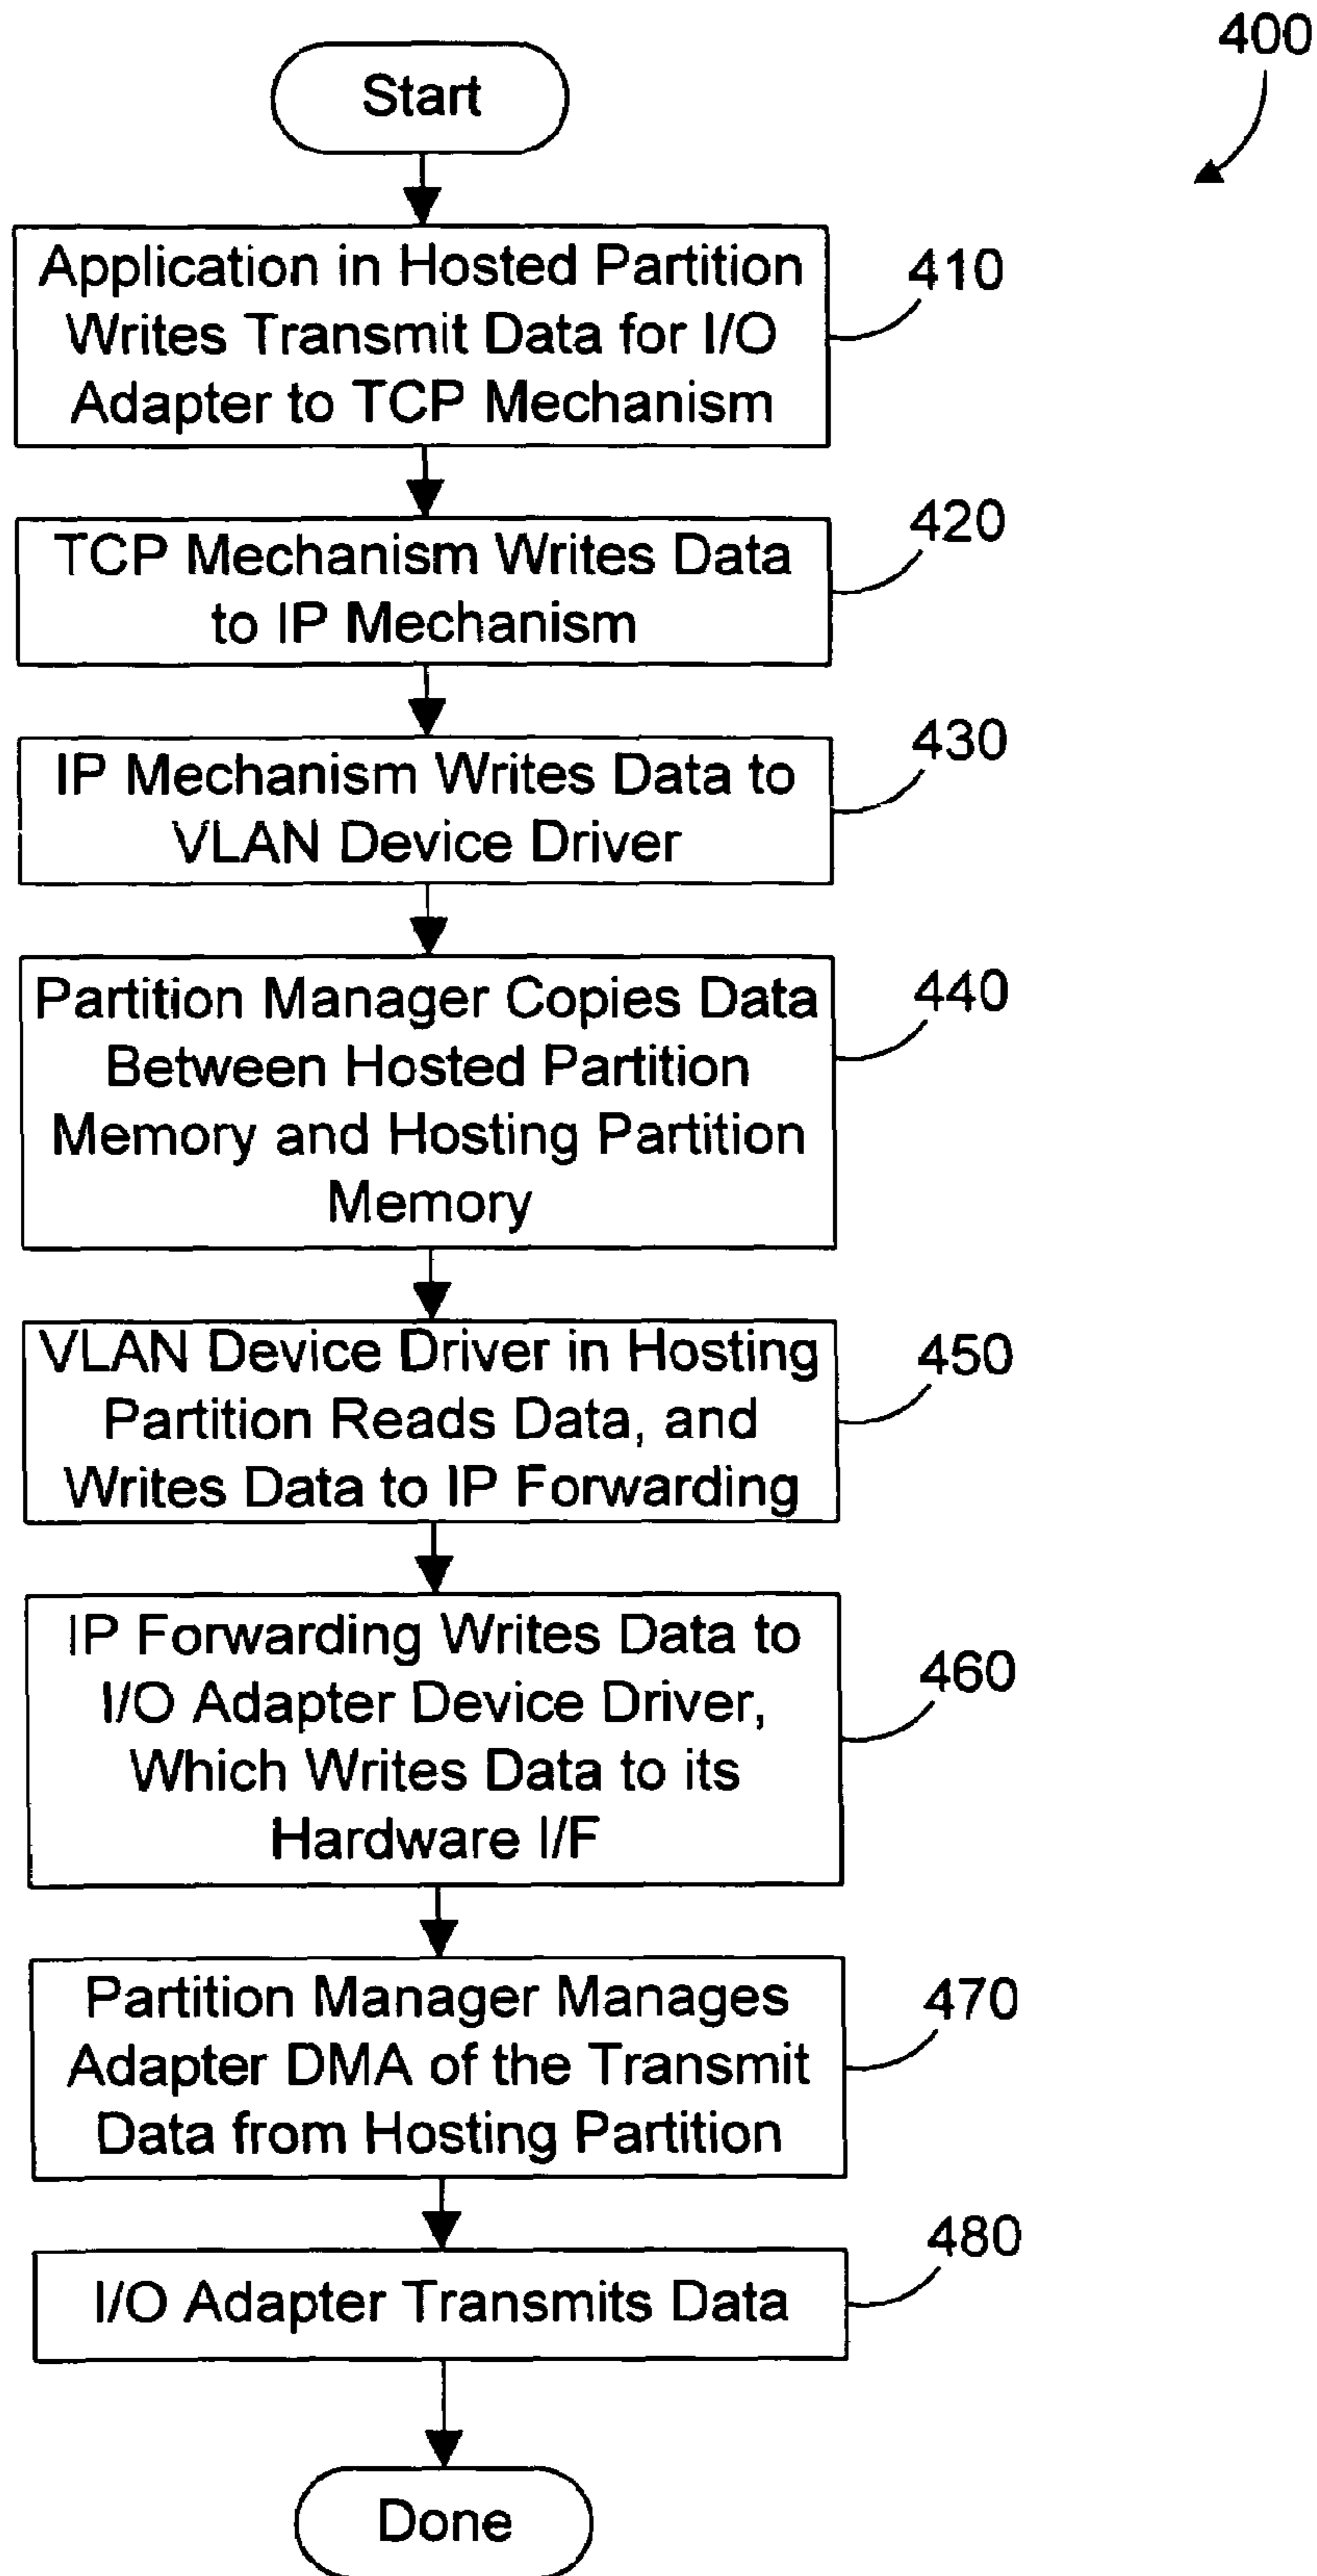 400
Start
Application in Hosted Partition
Writes Transmit Data for I/O
Adapter to TCP Mechanism
410
TCP Mechanism Writes Data
to IP Mechanism
420
IP Mechanism Writes Data to
VLAN Device Driver
430
Partition Manager Copies Data
Between Hosted Partition
Memory and Hosting Partition
Memory
440
VLAN Device Driver in Hosting
Partition Reads Data, and
Writes Data to IP Forwarding
450
IP Forwarding Writes Data to
I/O Adapter Device Driver,
Which Writes Data to its
Hardware I/F
460
Partition Manager Manages
Adapter DMA of the Transmit
Data from Hosting Partition
470
I/O Adapter Transmits Data
480
Done